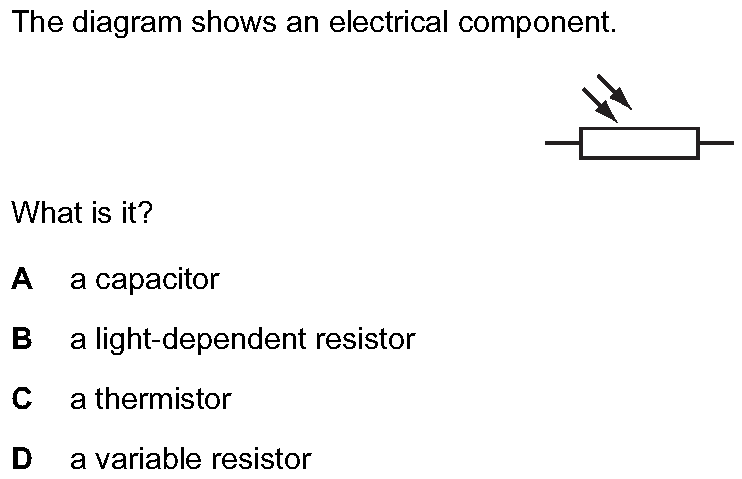 The diagram shows an electrical component.
What is it?
A a capacitor
B a light-dependent resistor
C a thermistor
D a variable resistor